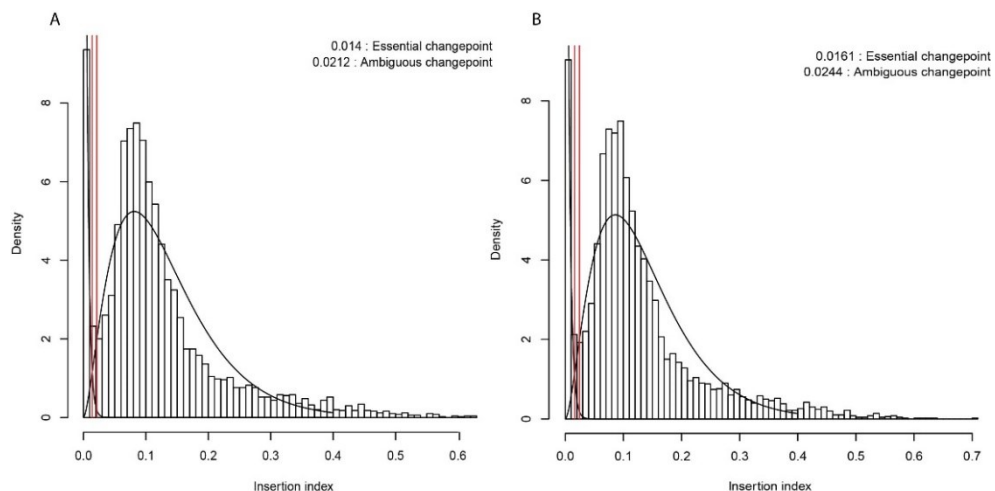 A
0.014 : Essential changepoint
0.0212 : Ambiguous changepoint
8
6
4
2
0
Density
0.0 0.1 0.2 0.3 0.4 0.5 0.6
Insertion index
B
0.0161 : Essential changepoint
0.0244 : Ambiguous changepoint
8
6
4
2
0
Density
0.0 0.1 0.2 0.3 0.4 0.5 0.6 0.7
Insertion index